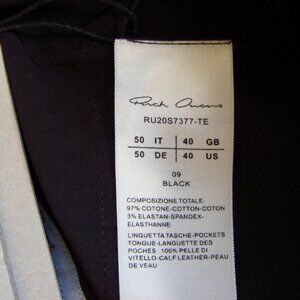 Rick Owens
RU20S7377-TE
50 IT 40 GB
50 DE 40 US
09
BLACK
COMPOSIZIONE TOTALE:
97% COTONE-COTTON-COTON
3% ELASTAN-SPANDEX-
ELASTHANNE
LINGUETTA TASCHE-POCKETS
TONGUE-LANGUETTE DES
POCHES 100% PELLE DI
VITELLO-CALF LEATHER-PEAU
DE VEAU